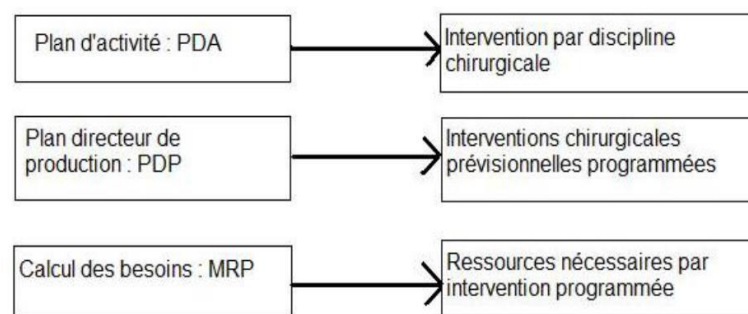 Plan d'activité : PDA
Intervention par discipline
chirurgicale
Plan directeur de
production : PDP
Interventions chirurgicales
prévisionnelles programmées
Calcul des besoins : MRP
Ressources nécessaires par
intervention programmée